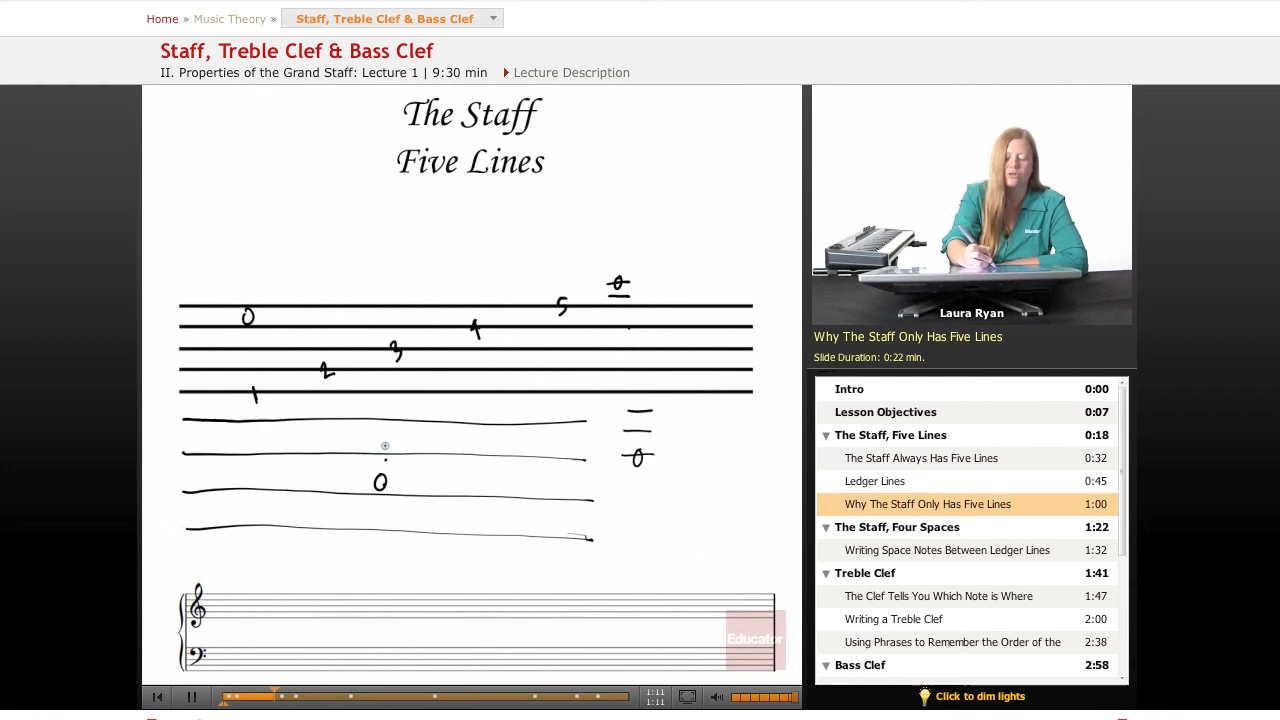 Home » Music Theory » Staff, Treble Clef & Bass Clef
Staff, Treble Clef & Bass Clef
II. Properties of the Grand Staff: Lecture 1 | 9:30 min Lecture Description
The Staff
Five Lines
5
4
3
2
1
Educator
1:11
1:11
Educator
Laura Ryan
Why The Staff Only Has Five Lines
Slide Duration: 0:22 min.
Intro 0:00
Lesson Objectives 0:07
The Staff, Five Lines 0:18
The Staff Always Has Five Lines 0:32
Ledger Lines 0:45
Why The Staff Only Has Five Lines 1:00
The Staff, Four Spaces 1:22
Writing Space Notes Between Ledger Lines 1:32
Treble Clef 1:41
The Clef Tells You Which Note is Where 1:47
Writing a Treble Clef 2:00
Using Phrases to Remember the Order of the 2:38
Bass Clef 2:58
Click to dim lights